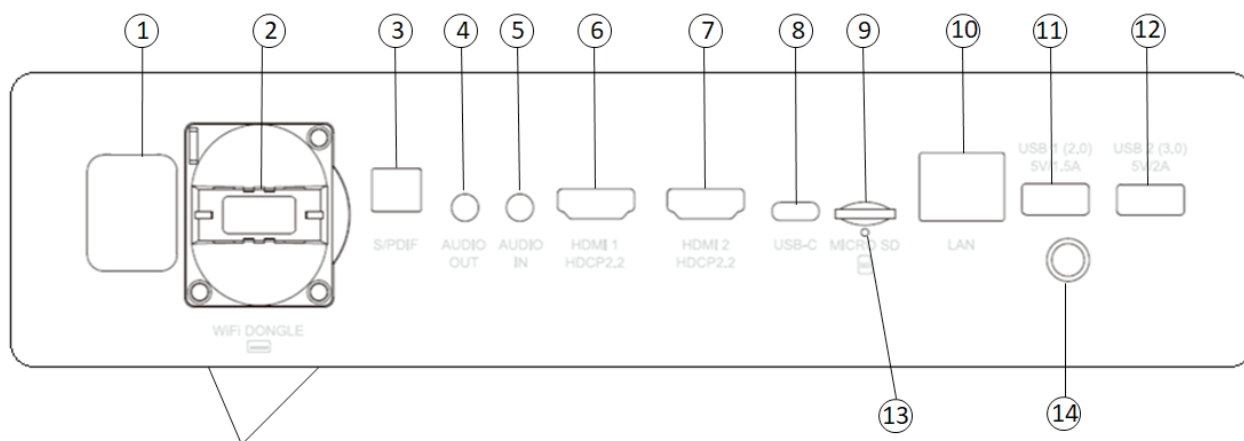 1 2 3 4 5 6 7 8 9 10 11 12
USB 1 (2,0) USB 2 (3,0)
5V/1.5A 5V/2A
S/PDIF AUDIO AUDIO HDMI 1 HDMI 2 USB-C MICRO SD LAN
OUT IN HDCP2.2 HDCP2.2
WiFi DONGLE
13 14